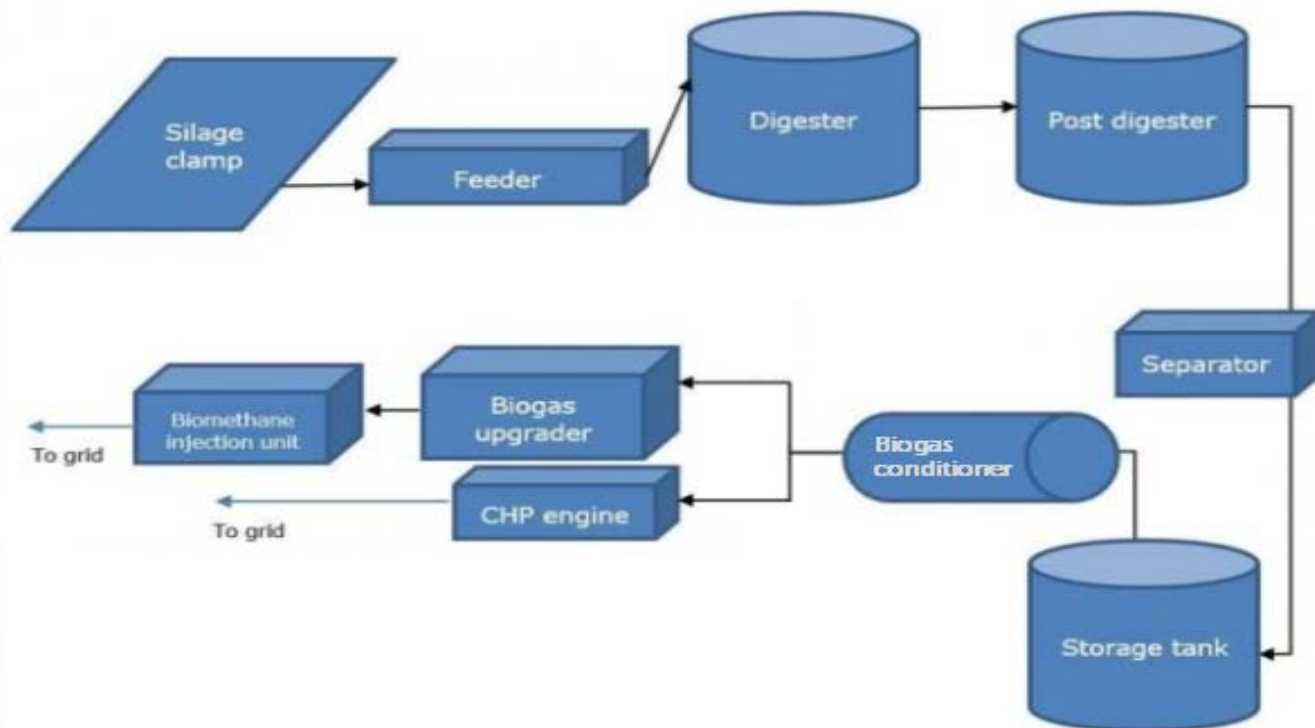 Silage
clamp
Feeder
Digester
Post digester
Separator
Storage tank
Biogas
conditioner
Biogas
upgrader
CHP engine
Biomethane
injection unit
To grid
To grid